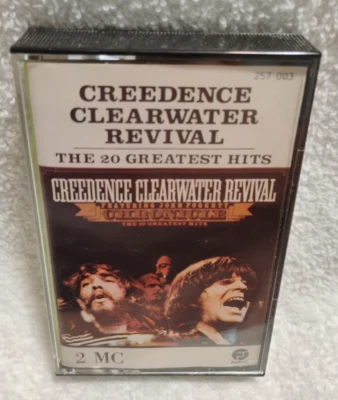 257 003
CREEDENCE
CLEARWATER
REVIVAL
THE 20 GREATEST HITS
CREEDENCE CLEARWATER REVIVAL
FEATURING JOHN FOGERTY
CHRONICLE
THE 20 GREATEST HITS
2 MC